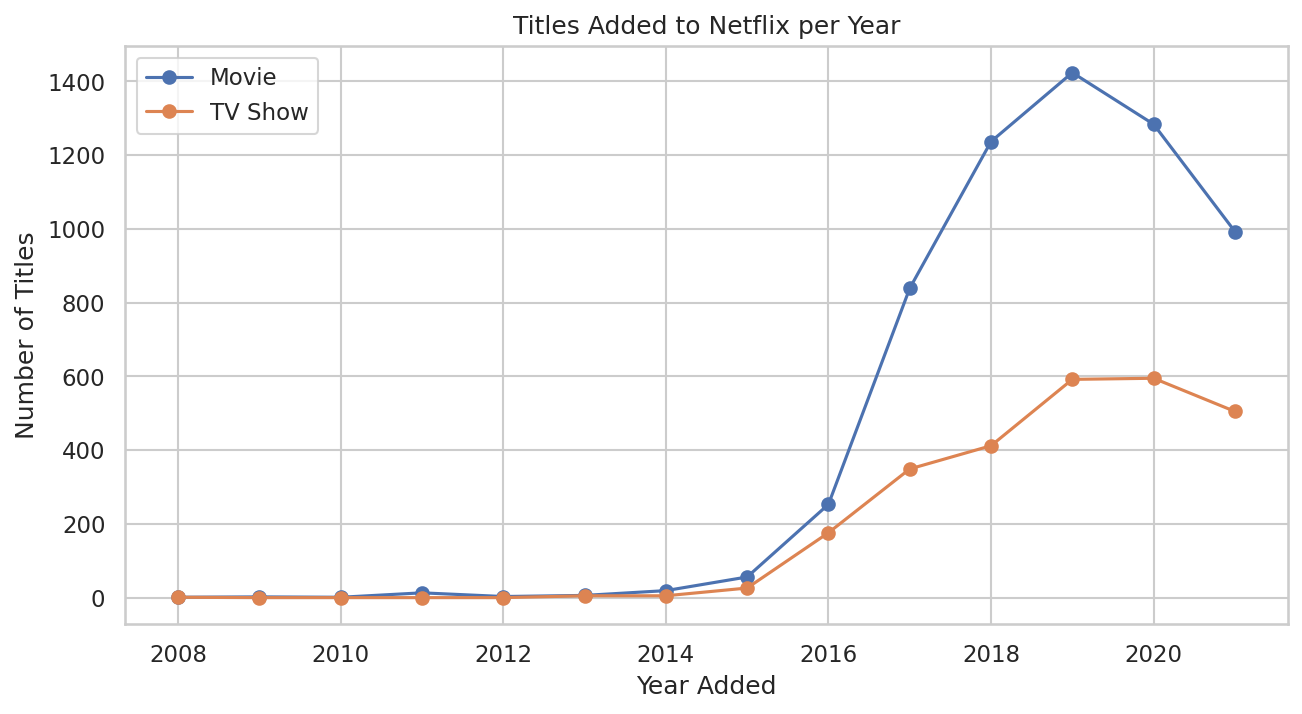 Titles Added to Netflix per Year
Movie
TV Show
1400
1200
1000
800
600
400
200
0
Number of Titles
2008 2010 2012 2014 2016 2018 2020
Year Added